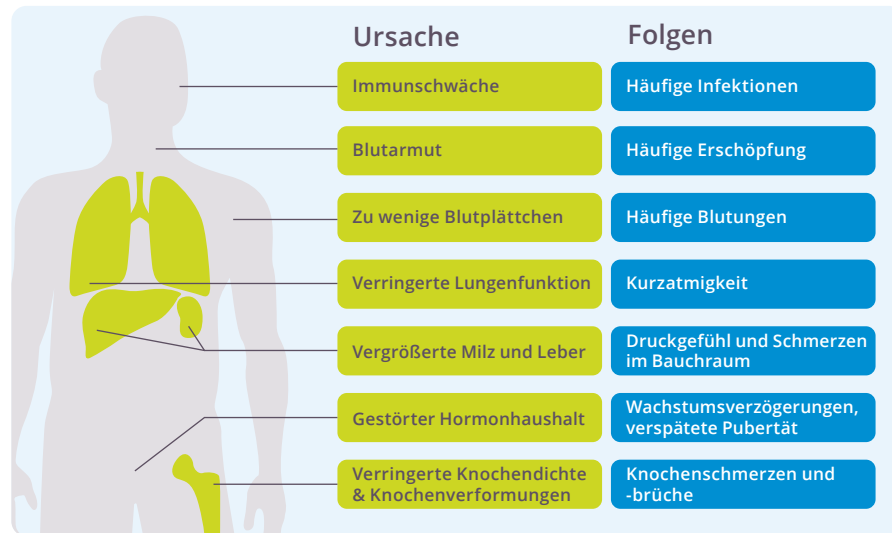 Ursache
Folgen
Immunschwäche
Häufige Infektionen
Blutarmut
Häufige Erschöpfung
Zu wenige Blutplättchen
Häufige Blutungen
Verringerte Lungenfunktion
Kurzatmigkeit
Vergrößerte Milz und Leber
Druckgefühl und Schmerzen
im Bauchraum
Gestörter Hormonhaushalt
Wachstumsverzögerungen,
verspätete Pubertät
Verringerte Knochendichte
& Knochenverformungen
Knochenschmerzen und
-brüche